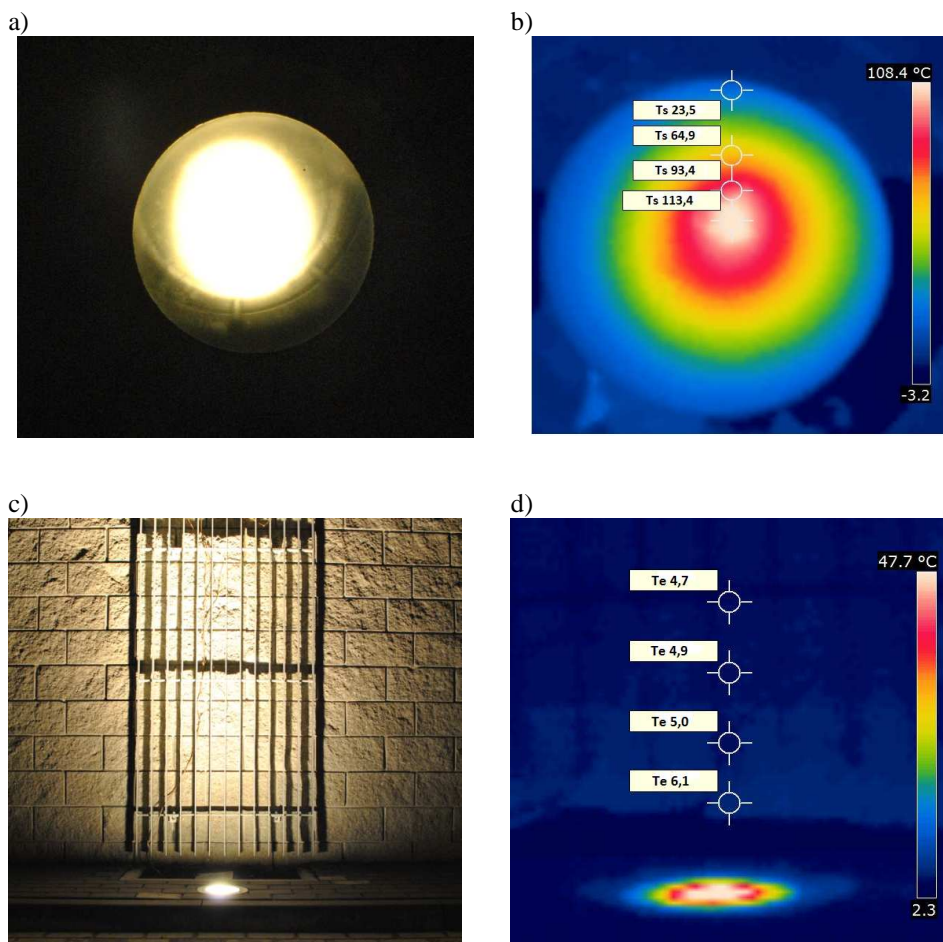 a)
b)
108.4 °C
Ts 23,5
Ts 64,9
Ts 93,4
Ts 113,4
-3.2
c)
d)
47.7 °C
Te 4,7
Te 4,9
Te 5,0
Te 6,1
2.3